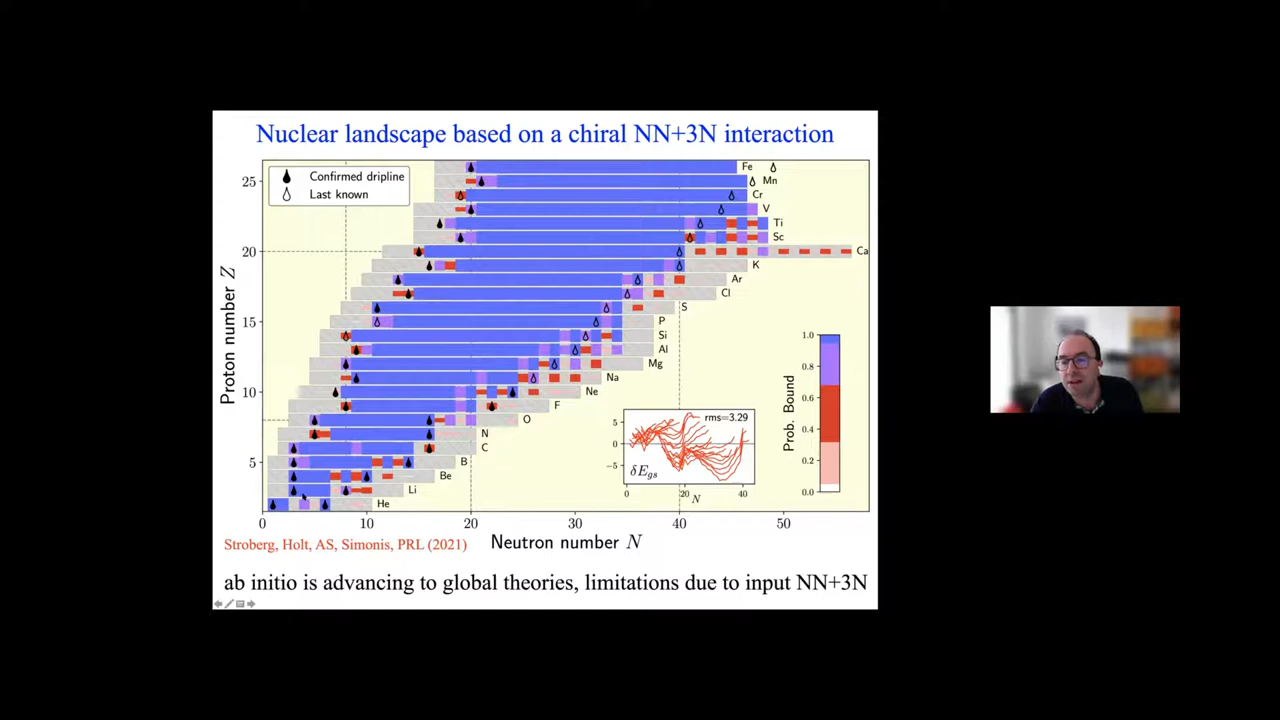 Nuclear landscape based on a chiral NN+3N interaction
Confirmed dripline
Last known
Proton number Z
25
20
15
10
5
Fe
Mn
Cr
V
Ti
Sc
Ca
K
Ar
Cl
S
P
Si
Al
Mg
Na
Ne
F
O
N
C
B
Be
Li
He
Prob. Bound
1.0
0.8
0.6
0.4
0.2
0.0
rms=3.29
5
0
−5
δEgs
0 20 40
N
0 10 20 30 40 50
Neutron number N
Stroberg, Holt, AS, Simonis, PRL (2021)
ab initio is advancing to global theories, limitations due to input NN+3N